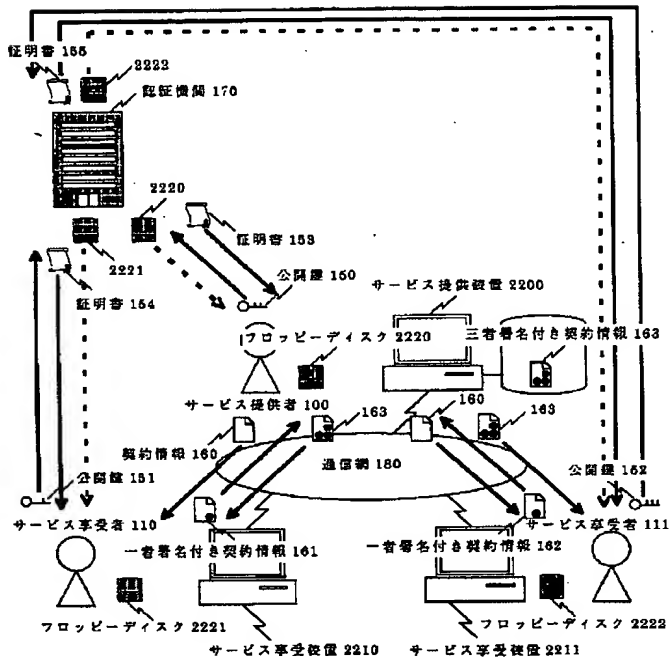 証明書 155
2222
認証機関 170
2220
2221
証明書 153
証明書 154
公開鍵 150
サービス提供装置 2200
フロッピーディスク 2220
三者署名付き契約情報 163
サービス提供者 100
163
160
163
契約情報 160
通信網 180
公開鍵 151
公開鍵 152
サービス享受者 110
サービス享受者 111
一者署名付き契約情報 161
一者署名付き契約情報 162
フロッピーディスク 2221
フロッピーディスク 2222
サービス享受装置 2210
サービス享受装置 2211